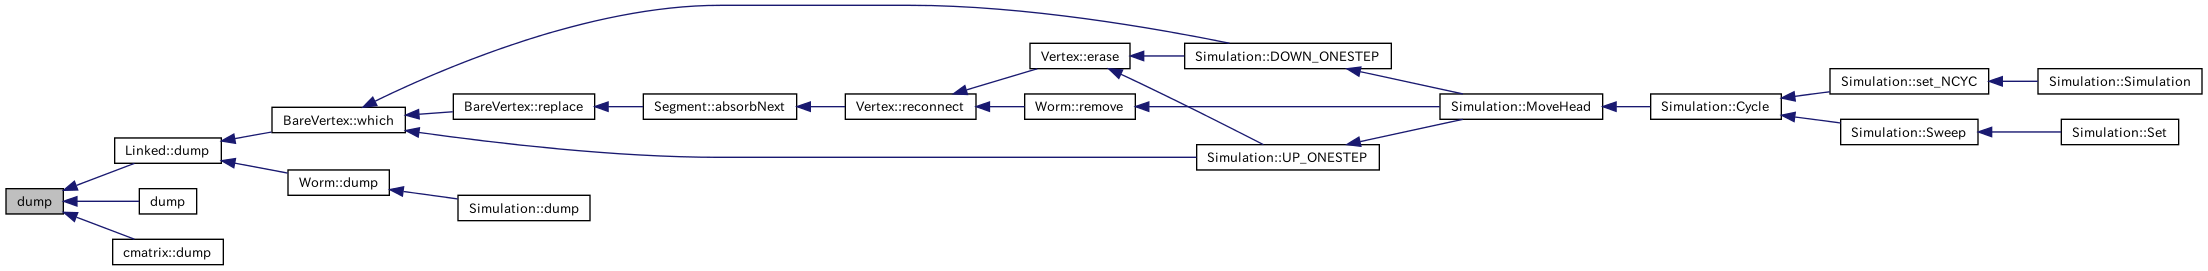 dump
Linked::dump
dump
cmatrix::dump
BareVertex::which
Worm::dump
BareVertex::replace
Simulation::dump
Segment::absorbNext
Vertex::reconnect
Vertex::erase
Worm::remove
Simulation::DOWN_ONESTEP
Simulation::UP_ONESTEP
Simulation::MoveHead
Simulation::Cycle
Simulation::set_NCYC
Simulation::Sweep
Simulation::Simulation
Simulation::Set